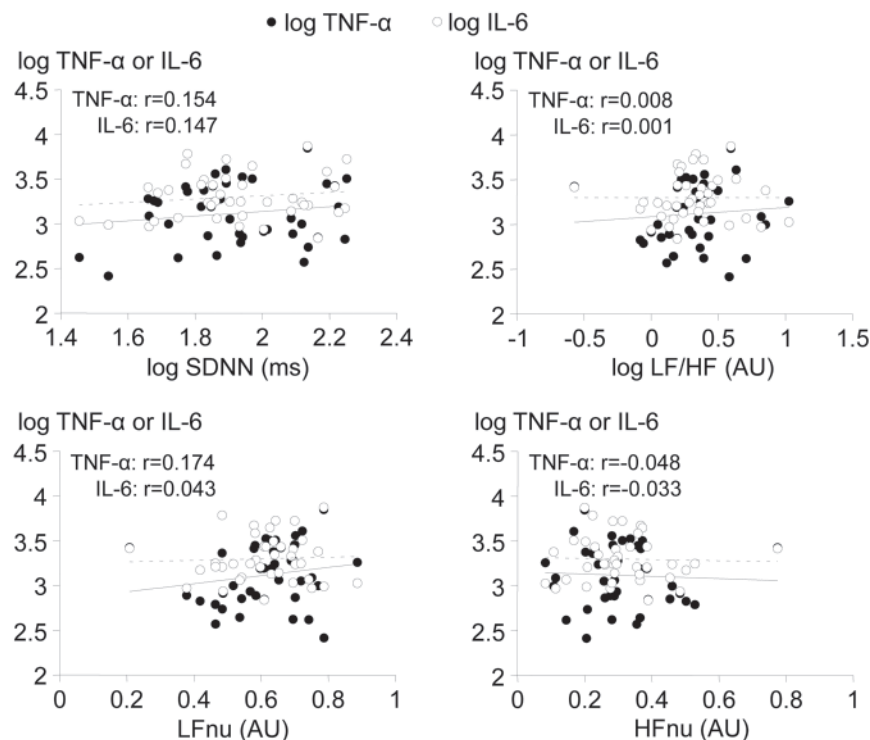 ● log TNF-α ○ log IL-6
log TNF-α or IL-6
4.5
4
3.5
3
2.5
2
TNF-α: r=0.154
IL-6: r=0.147
1.4 1.6 1.8 2 2.2 2.4
log SDNN (ms)
log TNF-α or IL-6
4.5
4
3.5
3
2.5
2
TNF-α: r=0.008
IL-6: r=0.001
-1 -0.5 0 0.5 1 1.5
log LF/HF (AU)
log TNF-α or IL-6
4.5
4
3.5
3
2.5
2
TNF-α: r=0.174
IL-6: r=0.043
0 0.2 0.4 0.6 0.8 1
LFnu (AU)
log TNF-α or IL-6
4.5
4
3.5
3
2.5
2
TNF-α: r=-0.048
IL-6: r=-0.033
0 0.2 0.4 0.6 0.8 1
HFnu (AU)